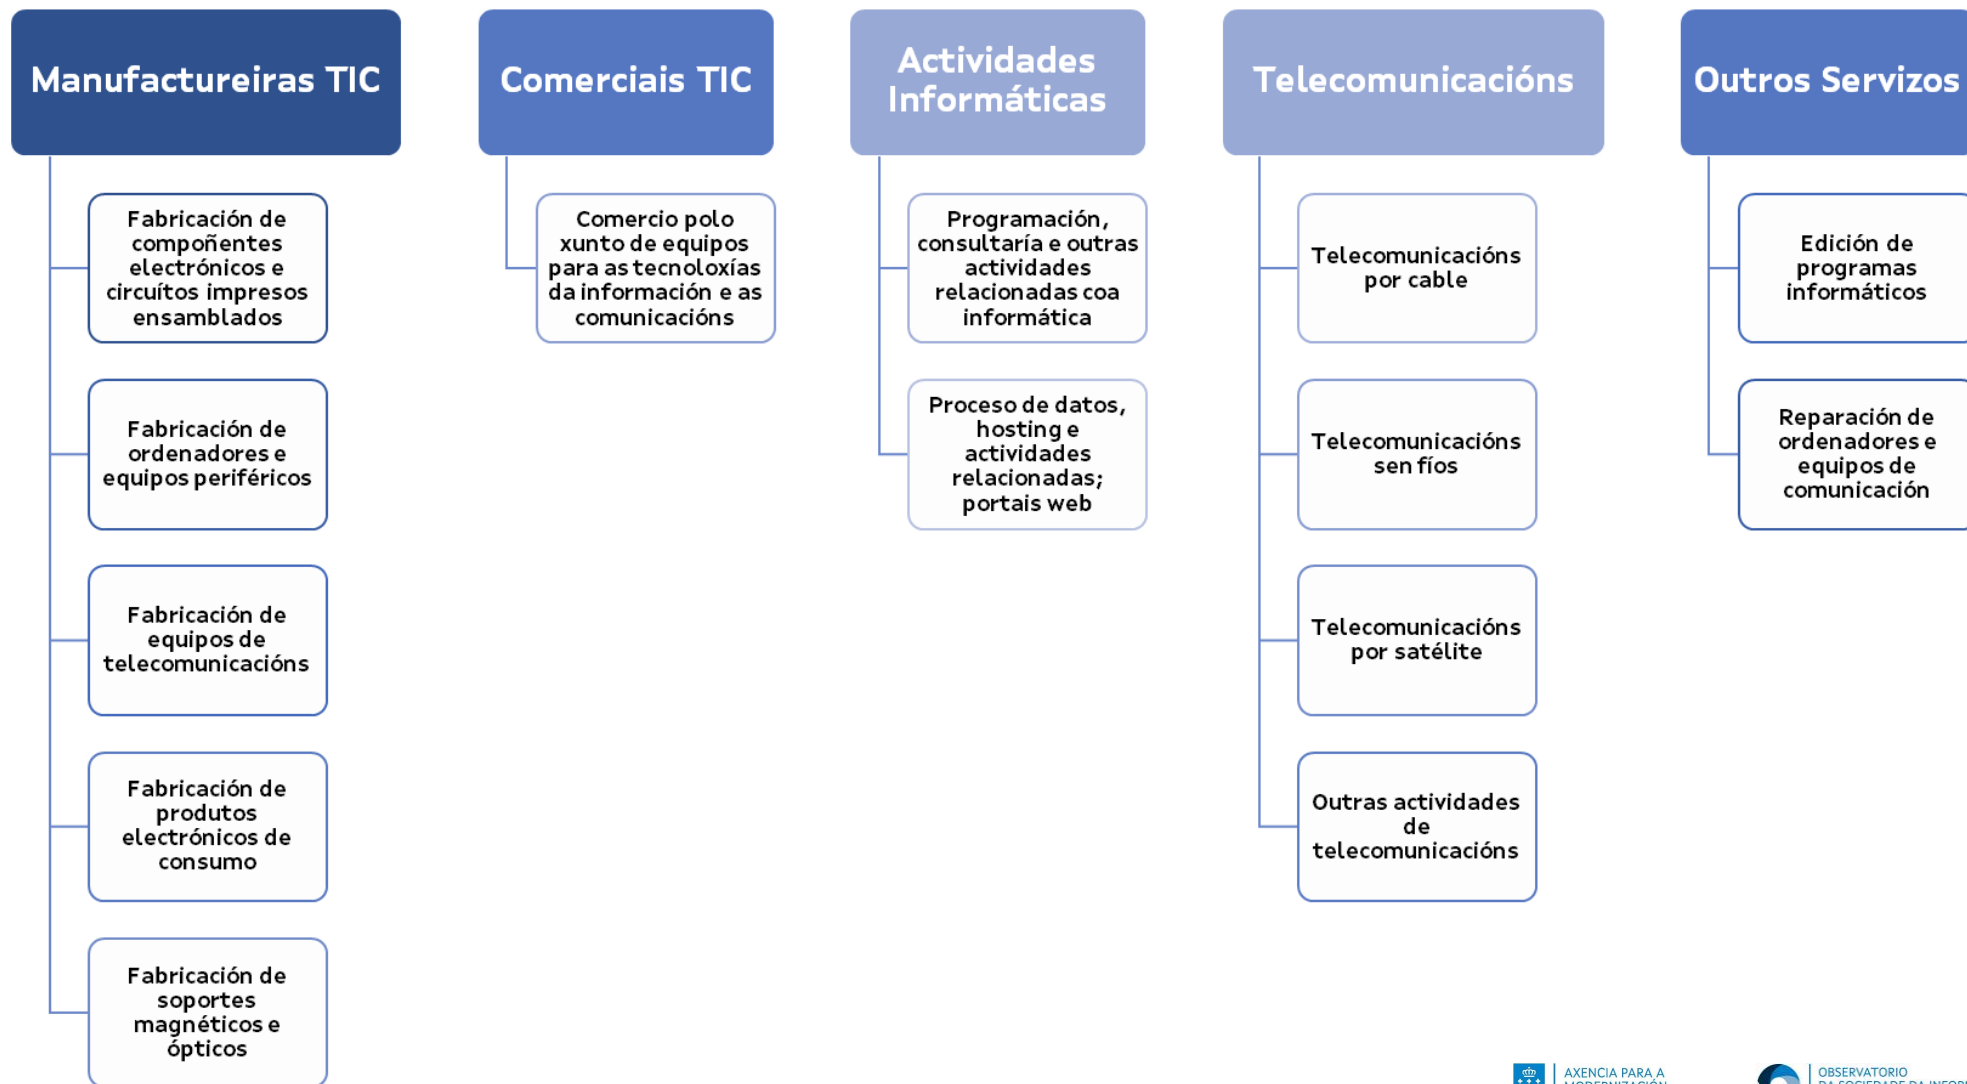 Manufactureiras TIC
Fabricación de
compoñentes
electrónicos e
circuítos impresos
ensamblados
Fabricación de
ordenadores e
equipos periféricos
Fabricación de
equipos de
telecomunicacións
Fabricación de
produtos
electrónicos de
consumo
Fabricación de
soportes
magnéticos e
ópticos
Comerciais TIC
Comercio polo
xunto de equipos
para as tecnoloxías
da información e as
comunicacións
Actividades
Informáticas
Programación,
consultaría e outras
actividades
relacionadas coa
informática
Proceso de datos,
hosting e
actividades
relacionadas;
portais web
Telecomunicacións
Telecomunicacións
por cable
Telecomunicacións
sen fíos
Telecomunicacións
por satélite
Outras actividades
de
telecomunicacións
Outros Servizos
Edición de
programas
informáticos
Reparación de
ordenadores e
equipos de
comunicación
AXENCIA PARA A
MODERNIZACIÓN
OBSERVATORIO
DA SOCIEDADE DA